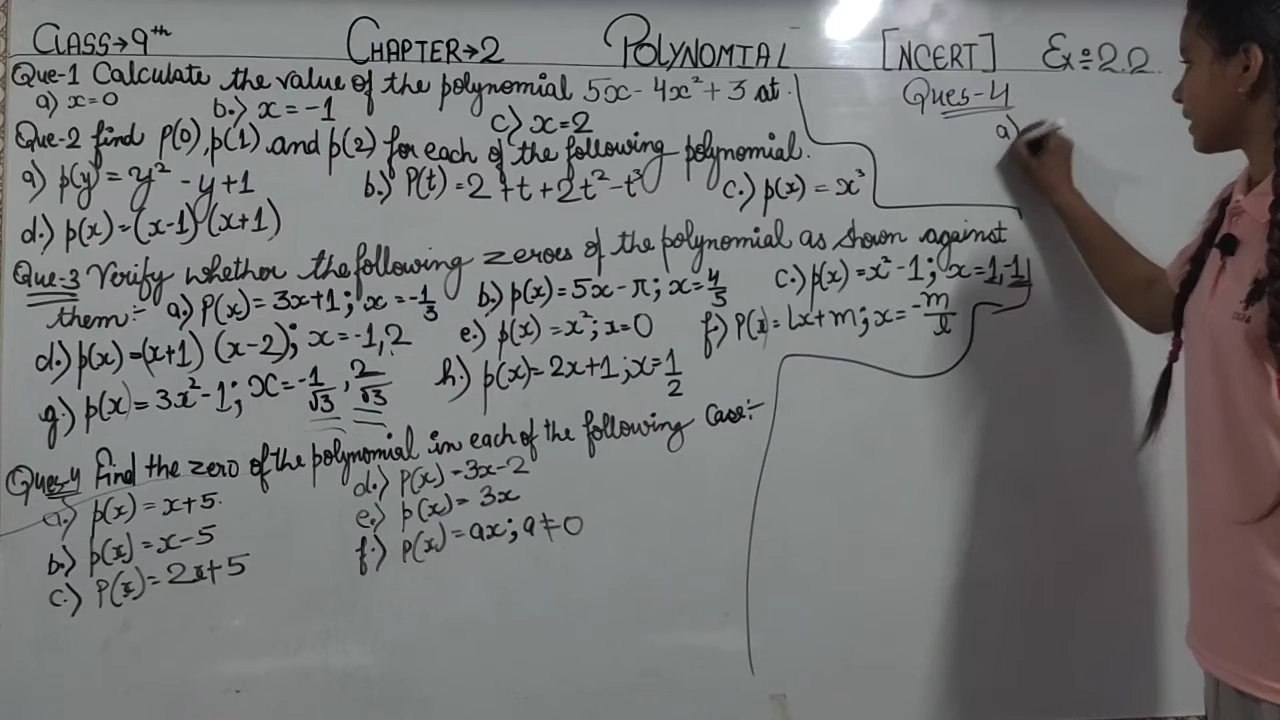 CLASS→9th CHAPTER→2 POLYNOMIAL [NCERT] Ex÷2.2
Que-1 Calculate the value of the polynomial 5x - 4x² + 3 at
a) x=0 b.) x = -1 c) x=2
Que-2 find P(0), p(1) and p(2) for each of the following polynomial.
a) p(y) = y² - y + 1 b.) P(t) = 2 + t + 2t² - t³ c.) p(x) = x³
d.) p(x) = (x-1) (x+1)
Que-3 Verify whether the following zeroes of the polynomial as shown against
them:- a.) P(x) = 3x+1; x = -1/3 b.) p(x) = 5x - π; x = 4/5 c.) p(x) = x² - 1; x = 1, -1
d.) p(x) = (x+1) (x-2); x = -1, 2 e.) p(x) = x²; x=0 f.) P(x) = lx + m; x = -m/l
g.) p(x) = 3x² - 1; x = -1/√3, 2/√3 h.) p(x) = 2x + 1; x = 1/2
Ques-4 find the zero of the polynomial in each of the following case:-
a.) p(x) = x + 5. d.) P(x) = 3x - 2
b.) p(x) = x - 5 e.) p(x) = 3x
c.) P(x) = 2x + 5 f.) P(x) = ax; a ≠ 0
Ques-4
a)